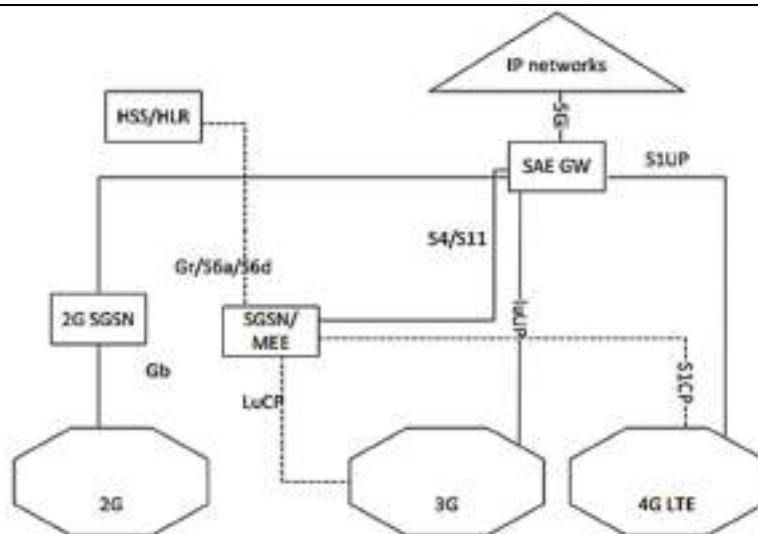 IP networks
HSS/HLR
SG
SAE GW
S1UP
S4/S11
Gr/S6a/S6d
2G SGSN
SGSN/
MEE
IuUP
Gb
LuCP
S1CP
2G
3G
4G LTE